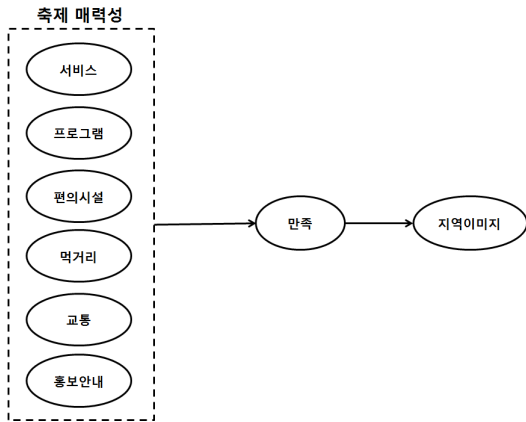 축제 매력성
서비스
프로그램
편의시설
먹거리
교통
홍보안내
만족
지역이미지